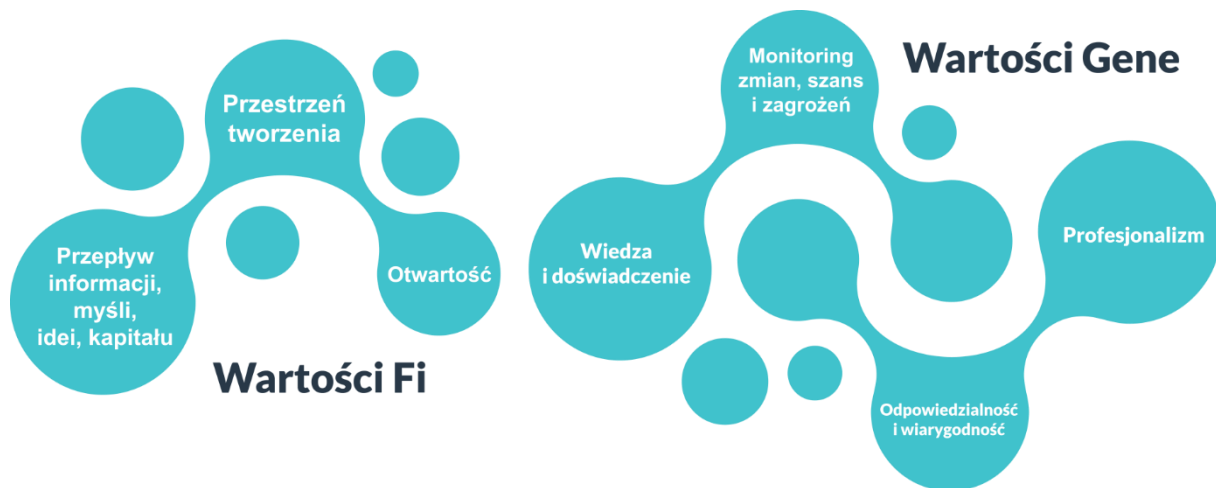 Przestrzeń
tworzenia
Przepływ
informacji,
myśli,
idei, kapitału
Otwartość
Wartości Fi
Monitoring
zmian, szans
i zagrożeń
Wartości Gene
Wiedza
i doświadczenie
Profesjonalizm
Odpowiedzialność
i wiarygodność